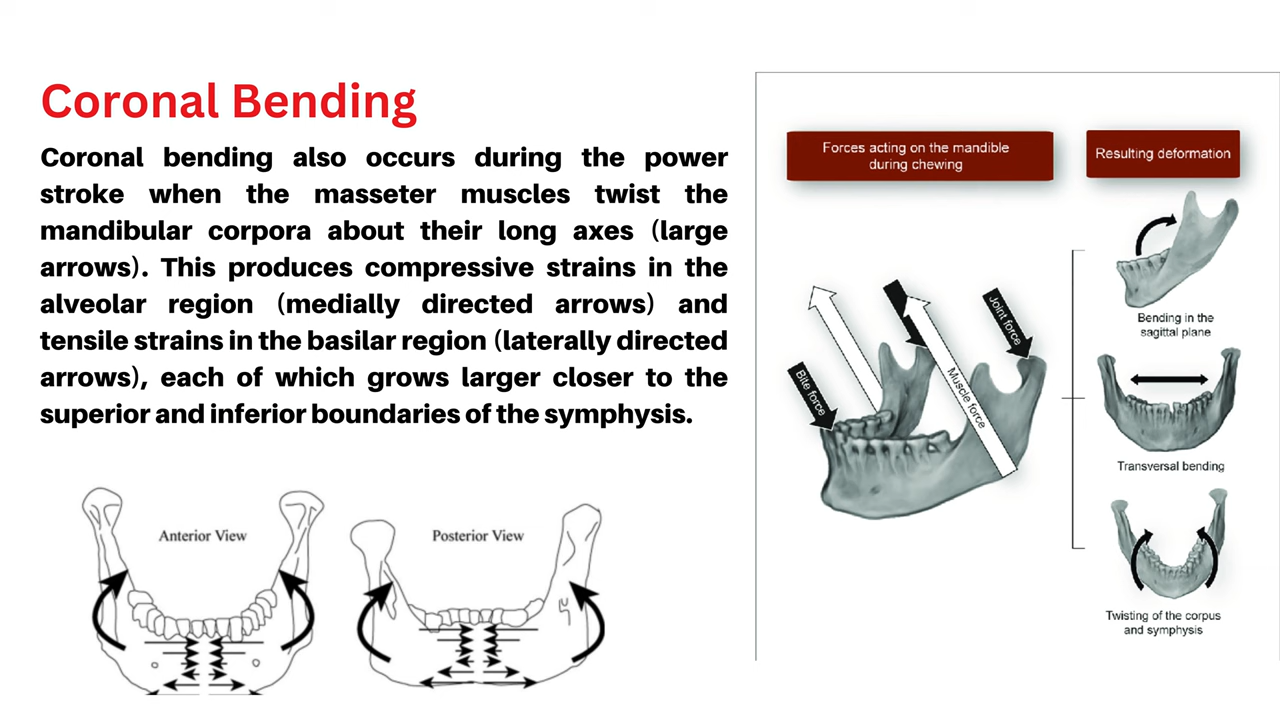 Coronal Bending
Coronal bending also occurs during the power
stroke when the masseter muscles twist the
mandibular corpora about their long axes (large
arrows). This produces compressive strains in the
alveolar region (medially directed arrows) and
tensile strains in the basilar region (laterally directed
arrows), each of which grows larger closer to the
superior and inferior boundaries of the symphysis.
Anterior View
Posterior View
Forces acting on the mandible
during chewing
Resulting deformation
Bite force
Muscle force
Joint force
Bending in the
sagittal plane
Transversal bending
Twisting of the corpus
and symphysis